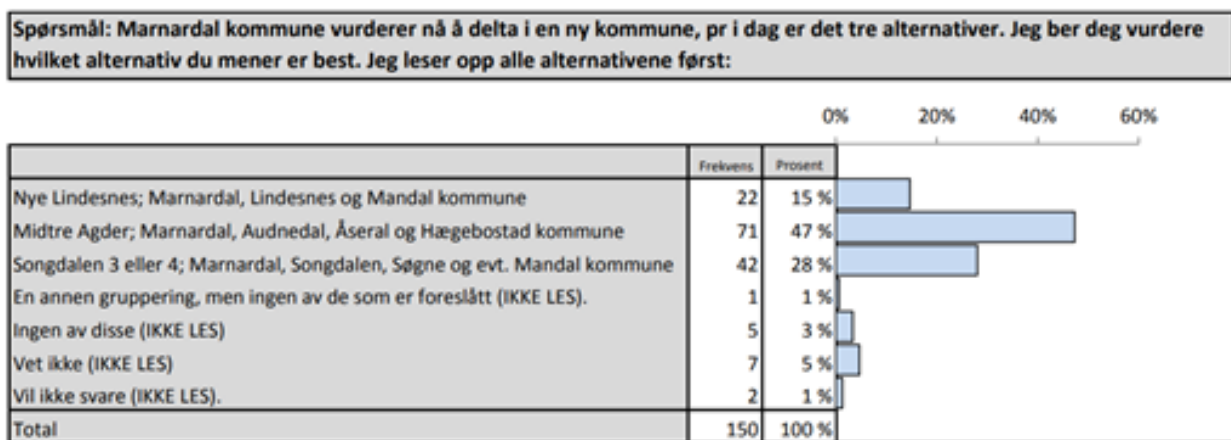 Spørsmål: Marnardal kommune vurderer nå å delta i en ny kommune, pr i dag er det tre alternativer. Jeg ber deg vurdere
hvilket alternativ du mener er best. Jeg leser opp alle alternativene først:
0% 20% 40% 60%
Frekvens Prosent
Nye Lindesnes; Marnardal, Lindesnes og Mandal kommune 22 15 %
Midtre Agder; Marnardal, Audnedal, Åseral og Hægebostad kommune 71 47 %
Songdalen 3 eller 4; Marnardal, Songdalen, Søgne og evt. Mandal kommune 42 28 %
En annen gruppering, men ingen av de som er foreslått (IKKE LES). 1 1 %
Ingen av disse (IKKE LES) 5 3 %
Vet ikke (IKKE LES) 7 5 %
Vil ikke svare (IKKE LES). 2 1 %
Total 150 100 %